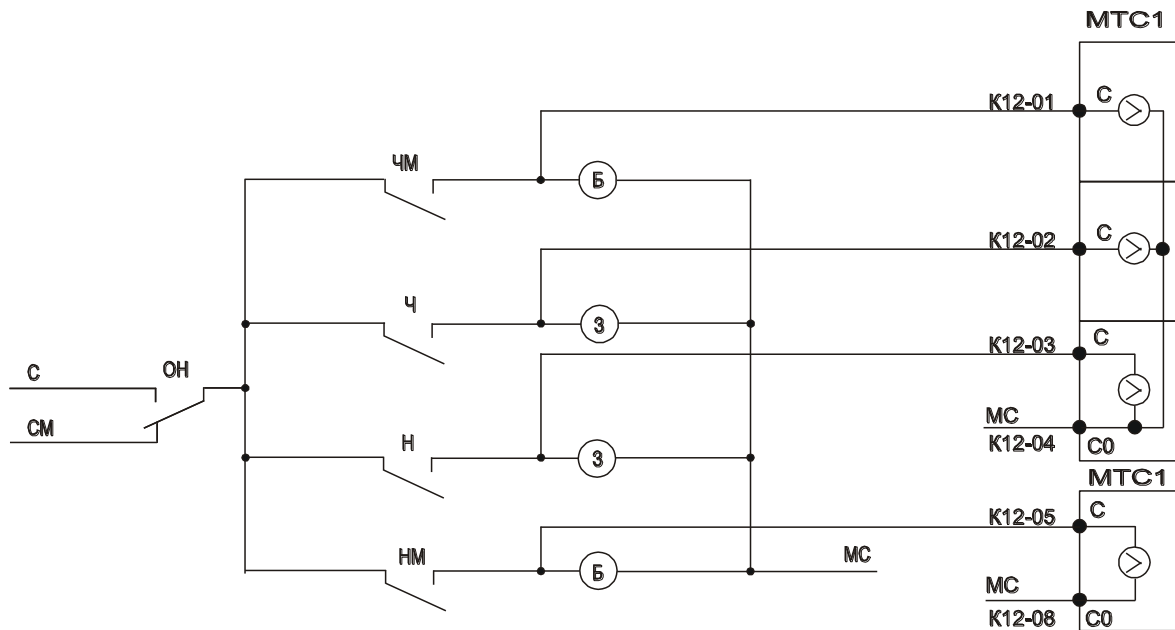 МТС1
К12-01
С
ЧМ
Б
К12-02
С
Ч
З
К12-03
С
С
ОН
МС
СМ
Н
К12-04
С0
З
МТС1
К12-05
С
НМ
МС
Б
МС
К12-08
С0